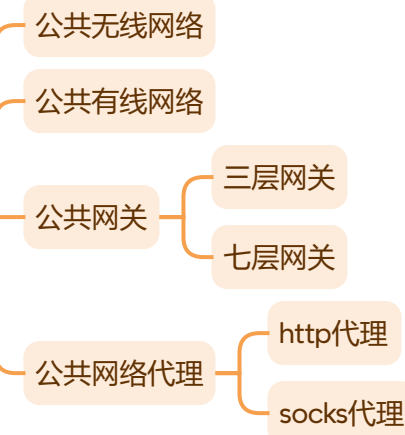 公共无线网络
公共有线网络
公共网关
三层网关
七层网关
公共网络代理
http代理
socks代理